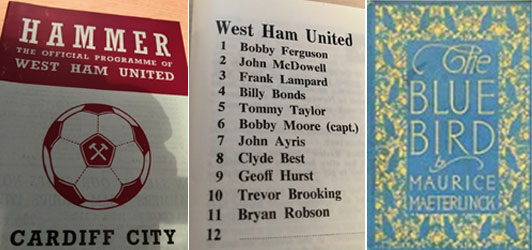 HAMMER
THE OFFICIAL PROGRAMME OF
WEST HAM UNITED
CARDIFF CITY
West Ham United
1 Bobby Ferguson
2 John McDowell
3 Frank Lampard
4 Billy Bonds
5 Tommy Taylor
6 Bobby Moore (capt.)
7 John Ayris
8 Clyde Best
9 Geoff Hurst
10 Trevor Brooking
11 Bryan Robson
12
The
BLUE
BIRD
by
MAURICE
MAETERLINCK